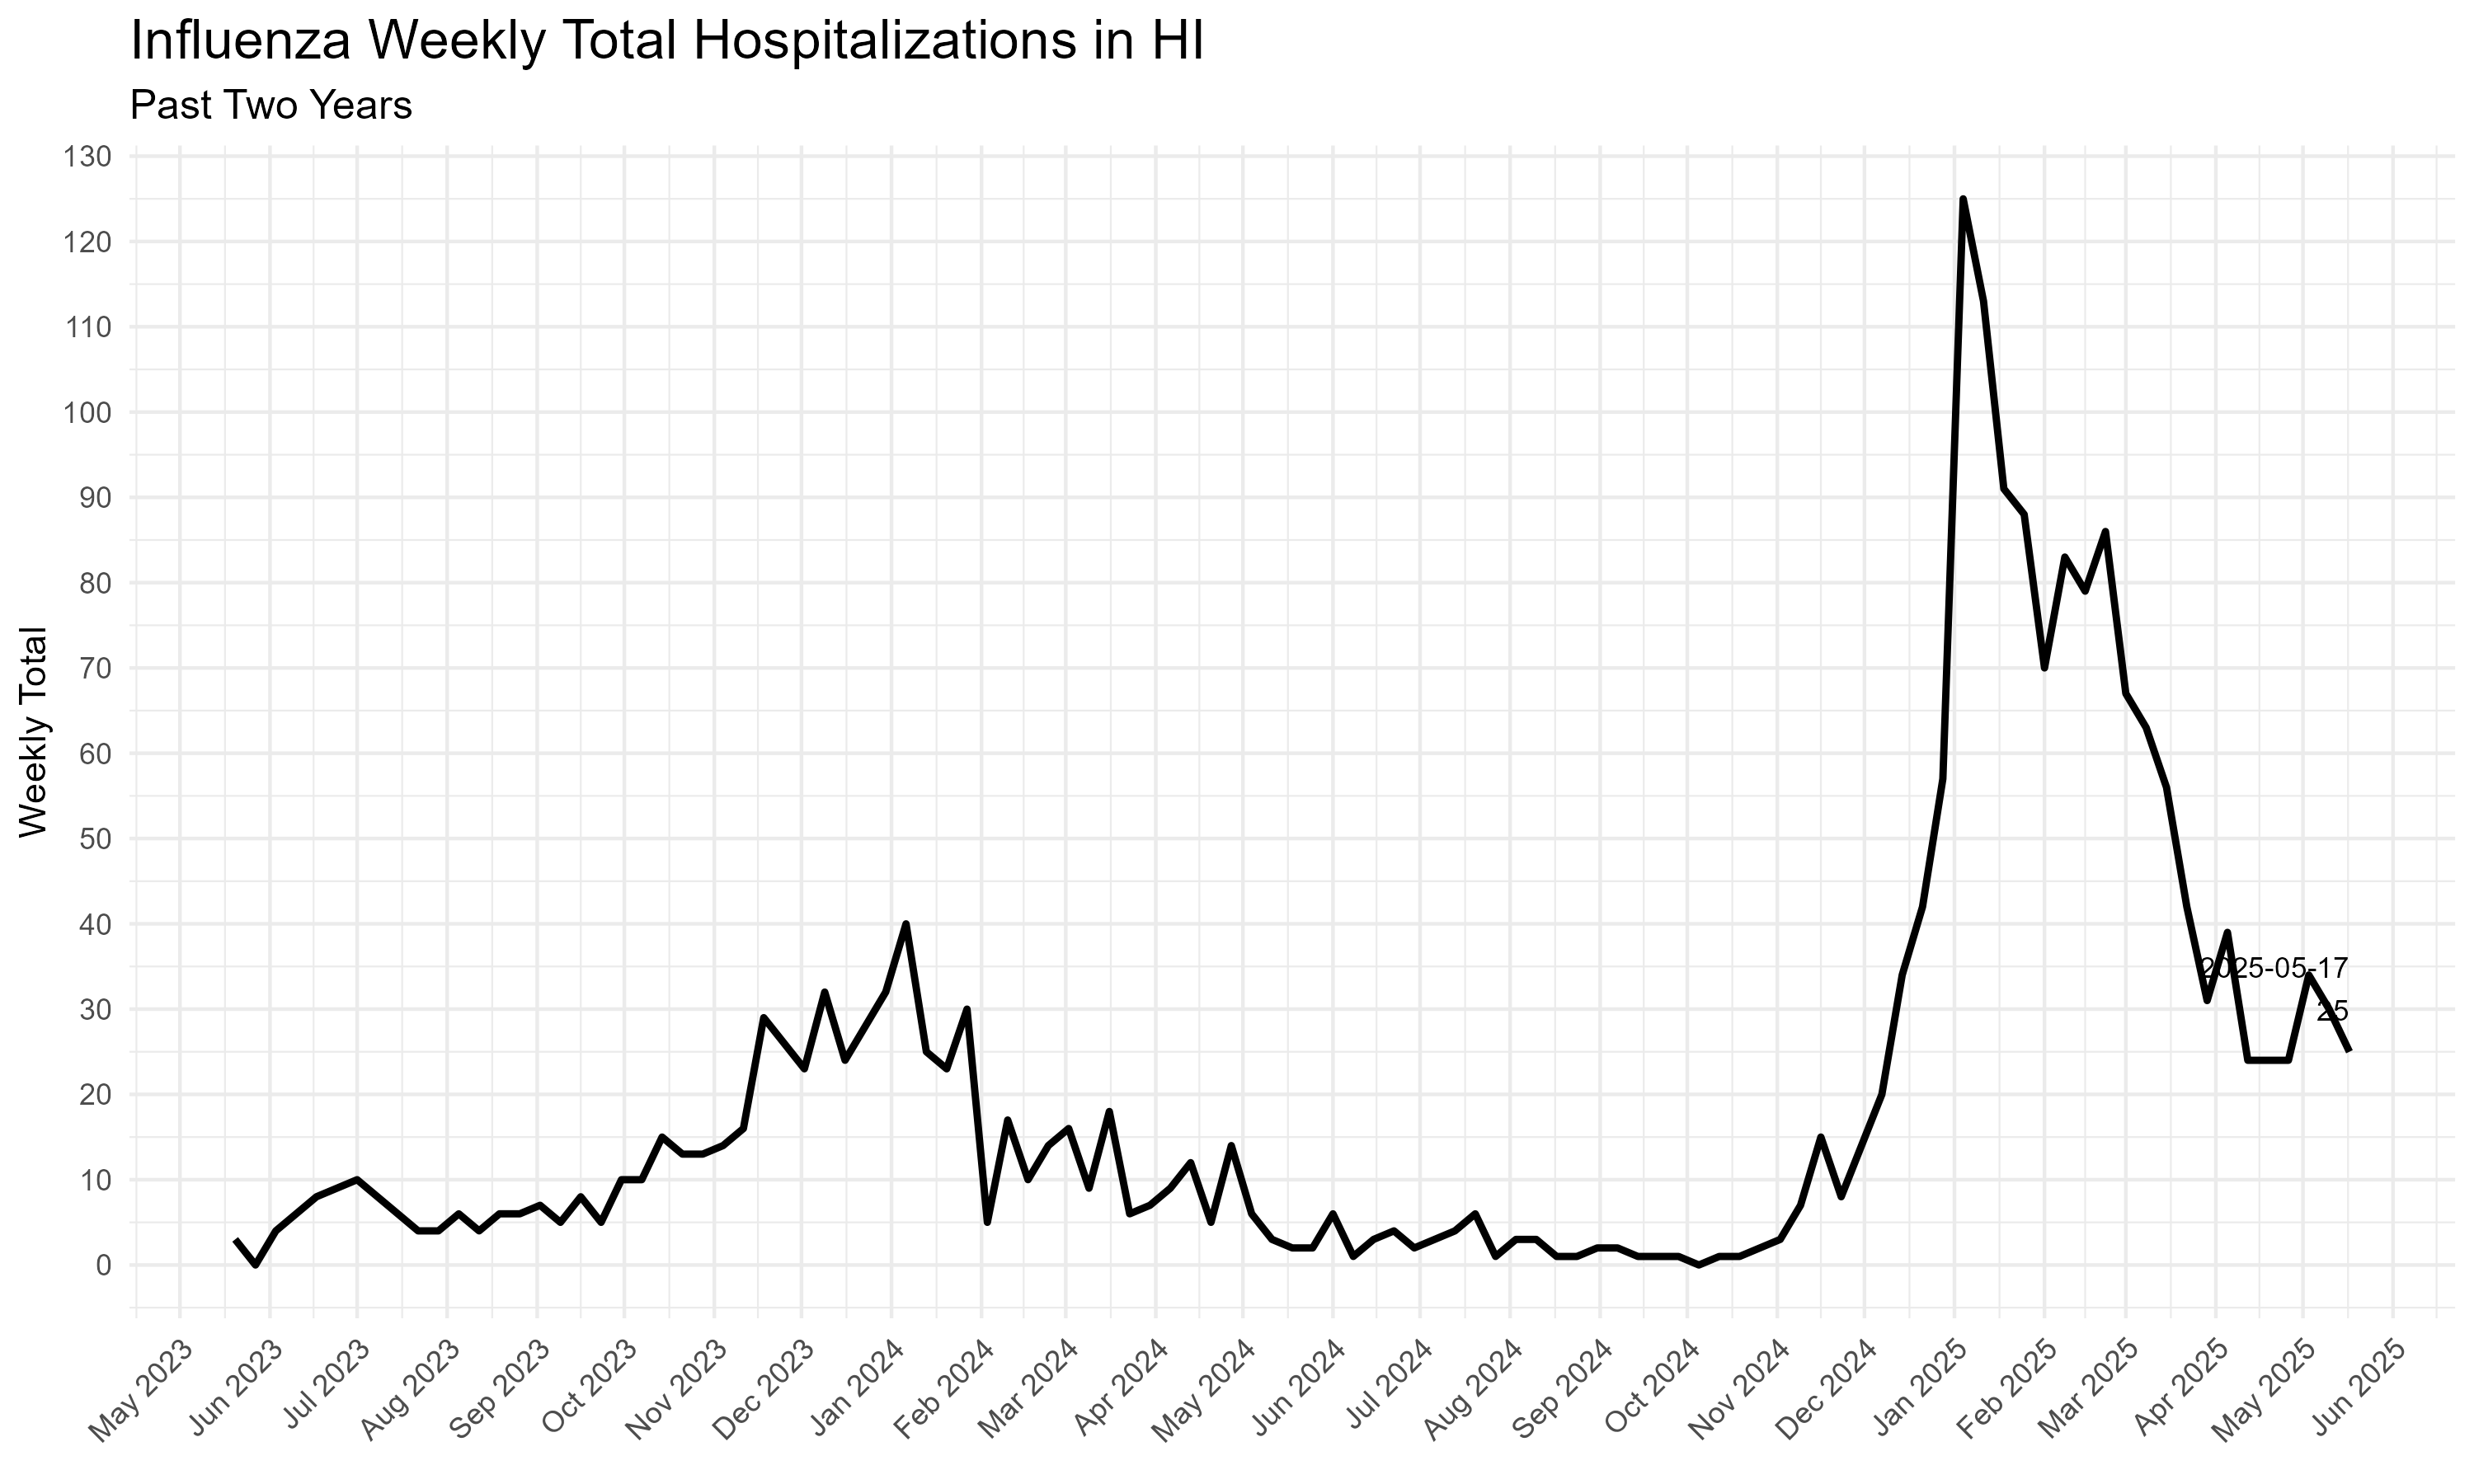 Influenza Weekly Total Hospitalizations in HI
Past Two Years
130
120
110
100
90
80
70
60
50
40
30
20
10
0
Weekly Total
2025-05-17
25
May 2023
Jun 2023
Jul 2023
Aug 2023
Sep 2023
Oct 2023
Nov 2023
Dec 2023
Jan 2024
Feb 2024
Mar 2024
Apr 2024
May 2024
Jun 2024
Jul 2024
Aug 2024
Sep 2024
Oct 2024
Nov 2024
Dec 2024
Jan 2025
Feb 2025
Mar 2025
Apr 2025
May 2025
Jun 2025